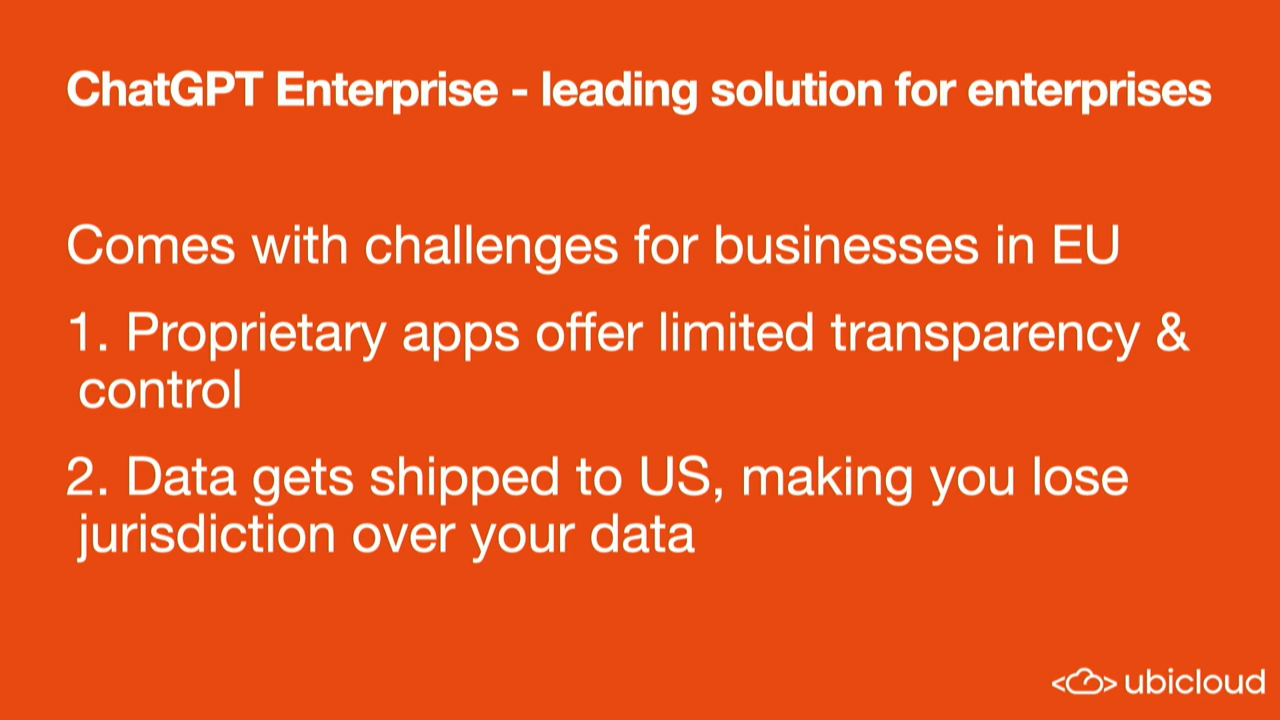 ChatGPT Enterprise - leading solution for enterprises
Comes with challenges for businesses in EU
1. Proprietary apps offer limited transparency &
control
2. Data gets shipped to US, making you lose
jurisdiction over your data
ubicloud